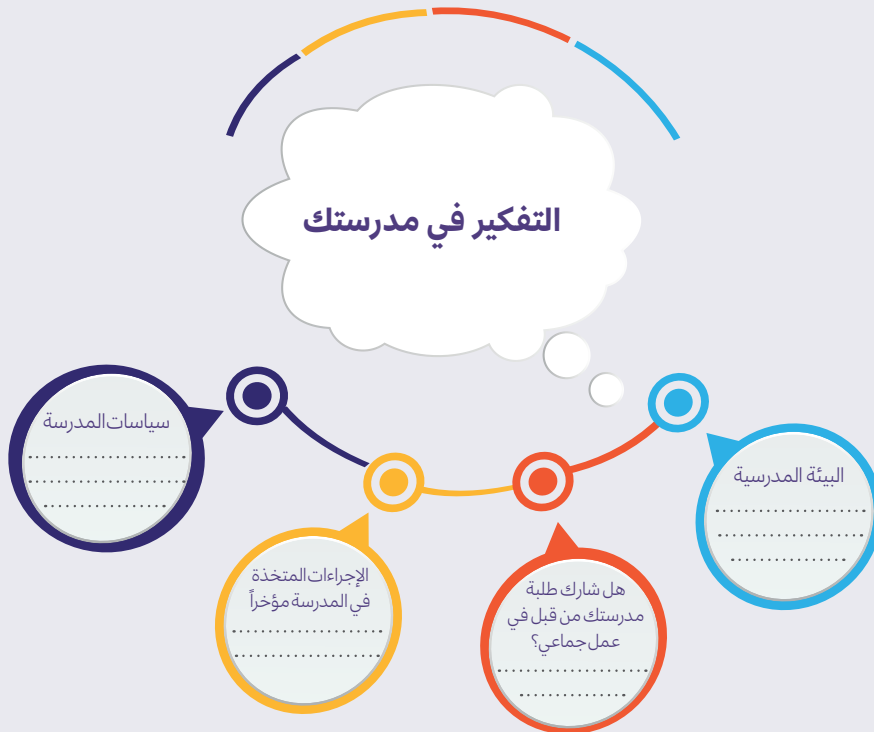 التفكير في مدرستك
البيئة المدرسية
هل شارك طلبة
مدرستك من قبل في
عمل جماعي؟
الإجراءات المتخذة
في المدرسة مؤخراً
سياسات المدرسة